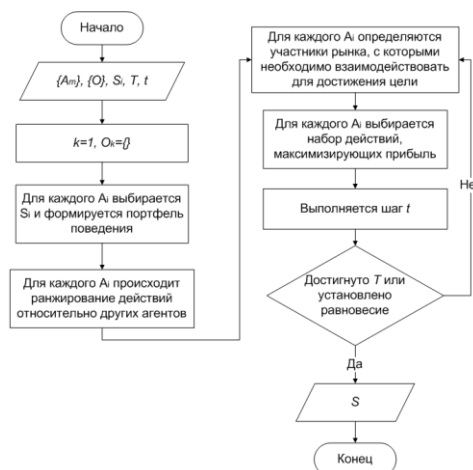 Начало
{Aₘ}, {O}, Sᵢ, T, t
k=1, Oₖ={}
Для каждого Aᵢ выбирается
Sᵢ и формируется портфель
поведения
Для каждого Aᵢ происходит
ранжирование действий
относительно других агентов
Для каждого Aᵢ определяются
участники рынка, с которыми
необходимо взаимодействовать
для достижения цели
Для каждого Aᵢ выбирается
набор действий,
максимизирующих прибыль
Выполняется шаг t
Достигнуто T или
установлено
равновесие
Нет
Да
S
Конец